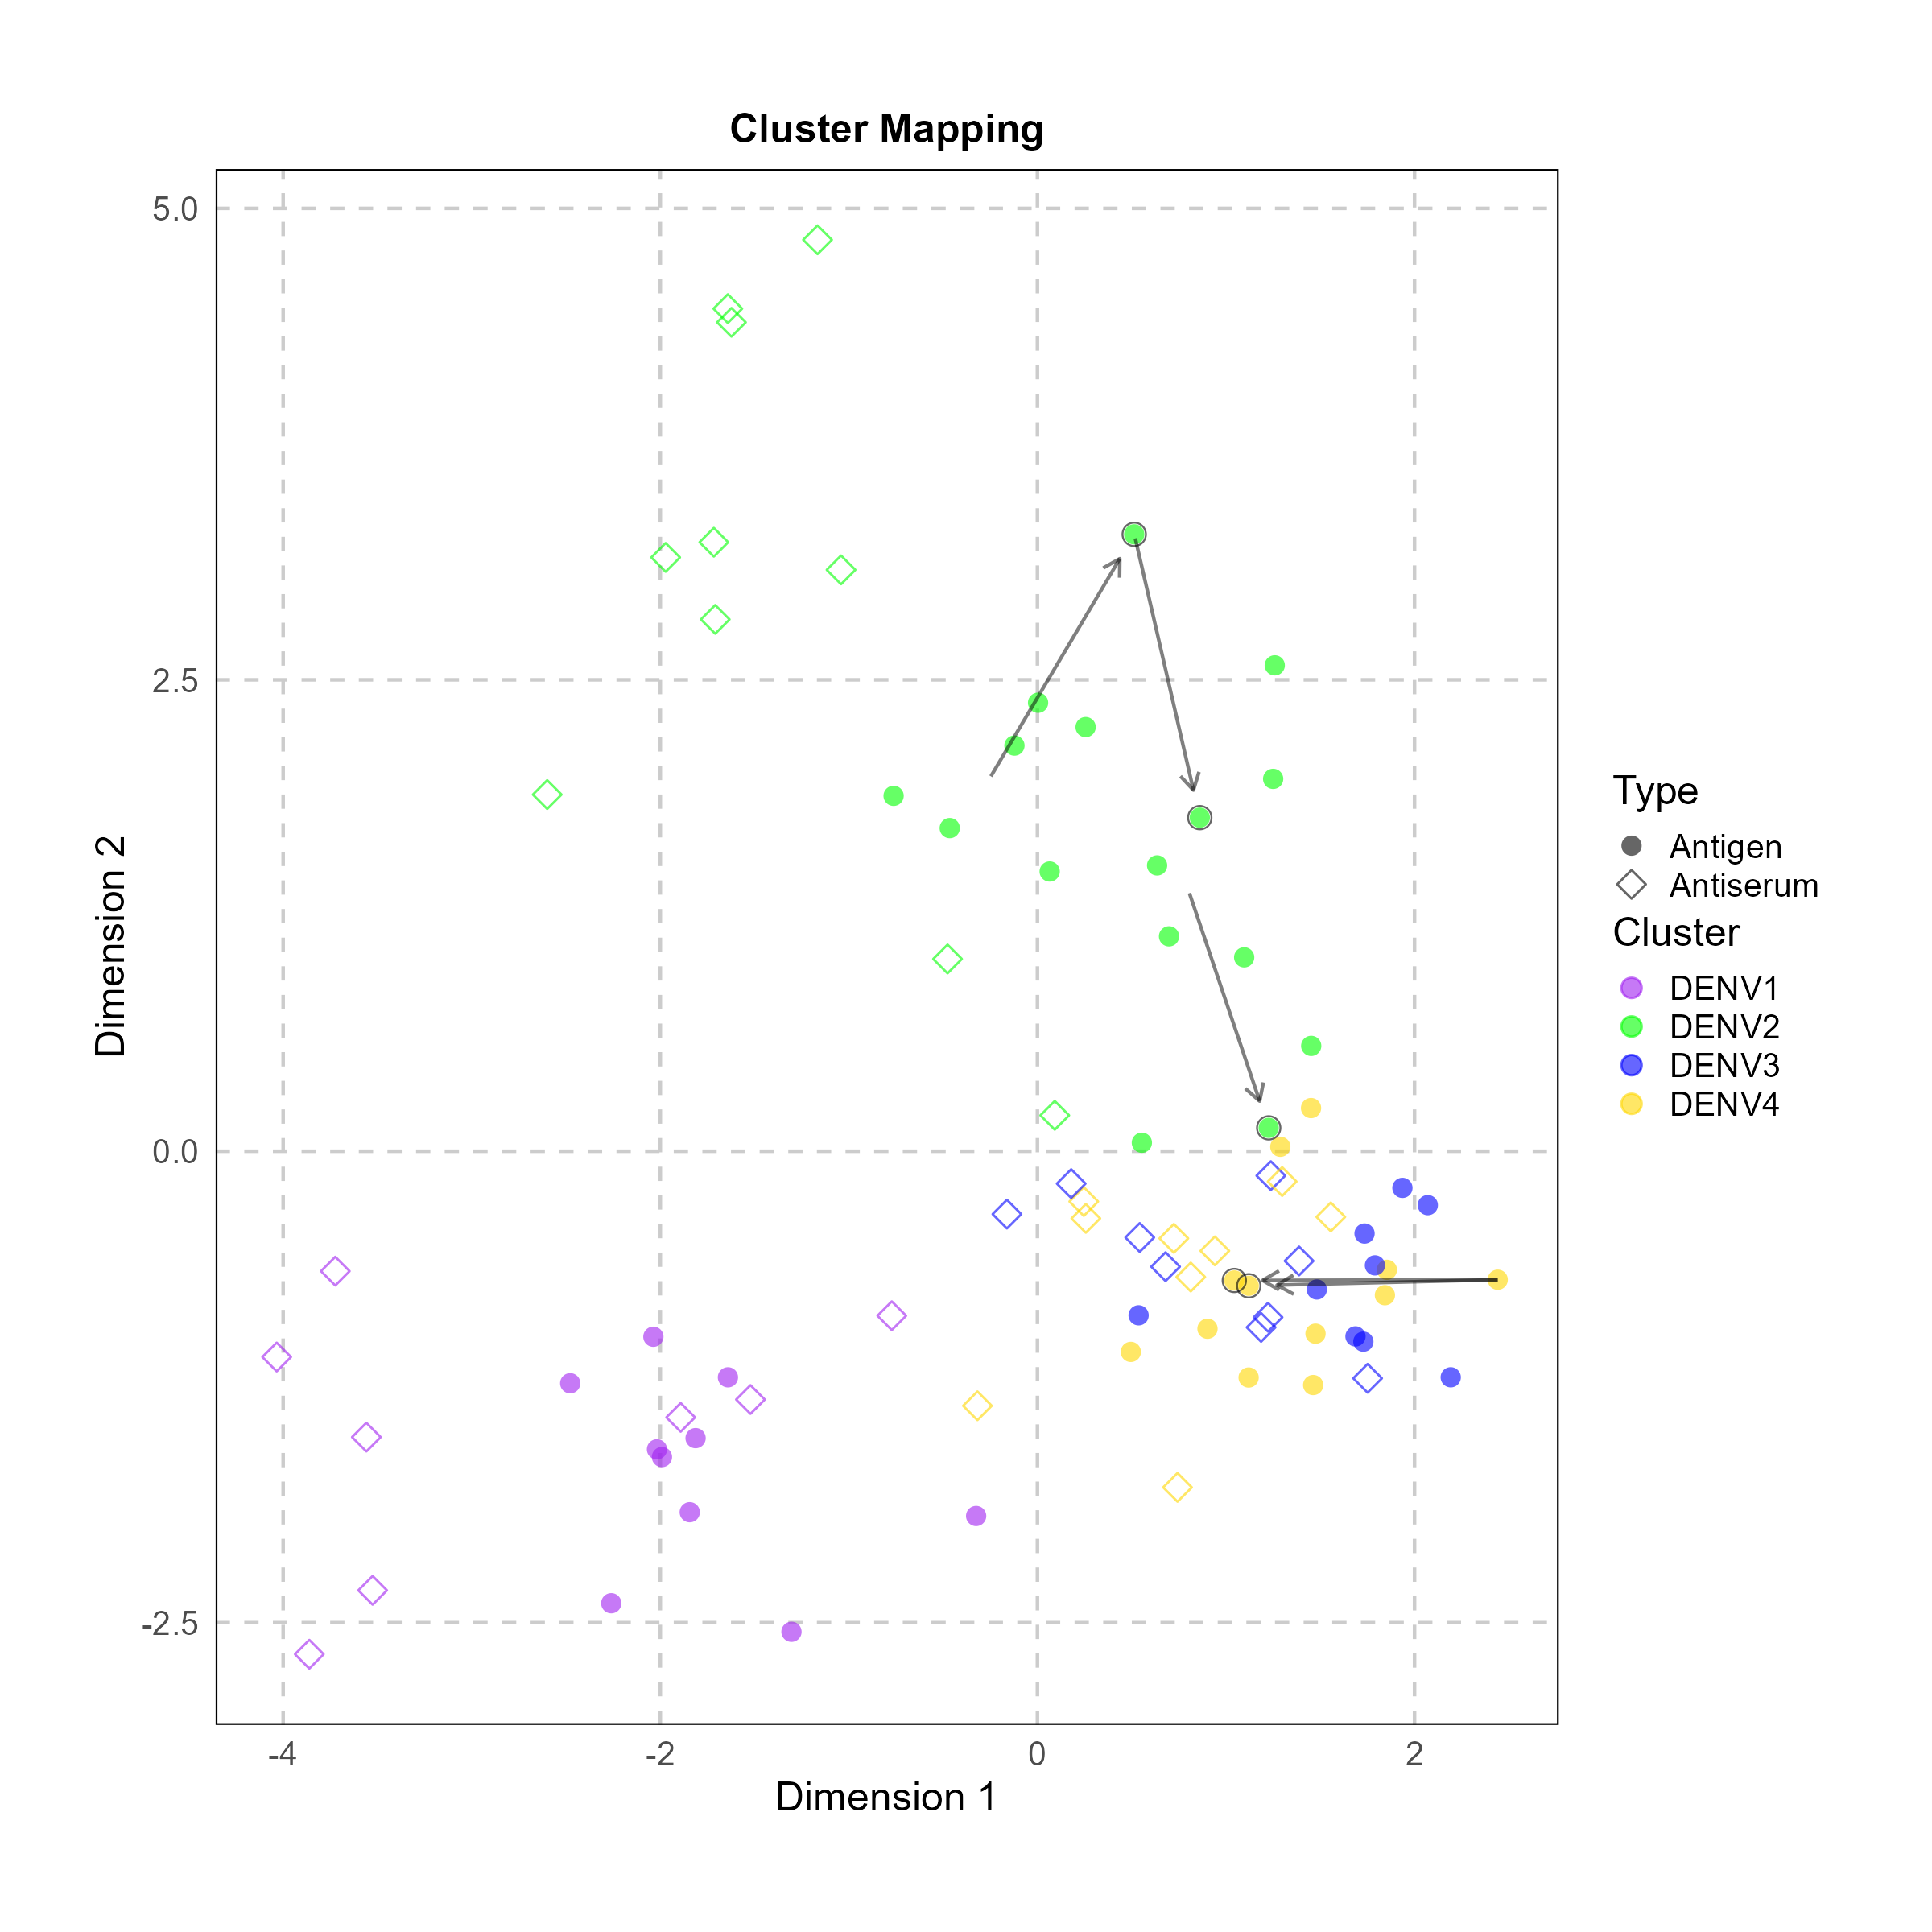 Cluster Mapping
5.0
2.5
0.0
-2.5
Dimension 2
-4
-2
0
2
Dimension 1
Type
Antigen
Antiserum
Cluster
DENV1
DENV2
DENV3
DENV4